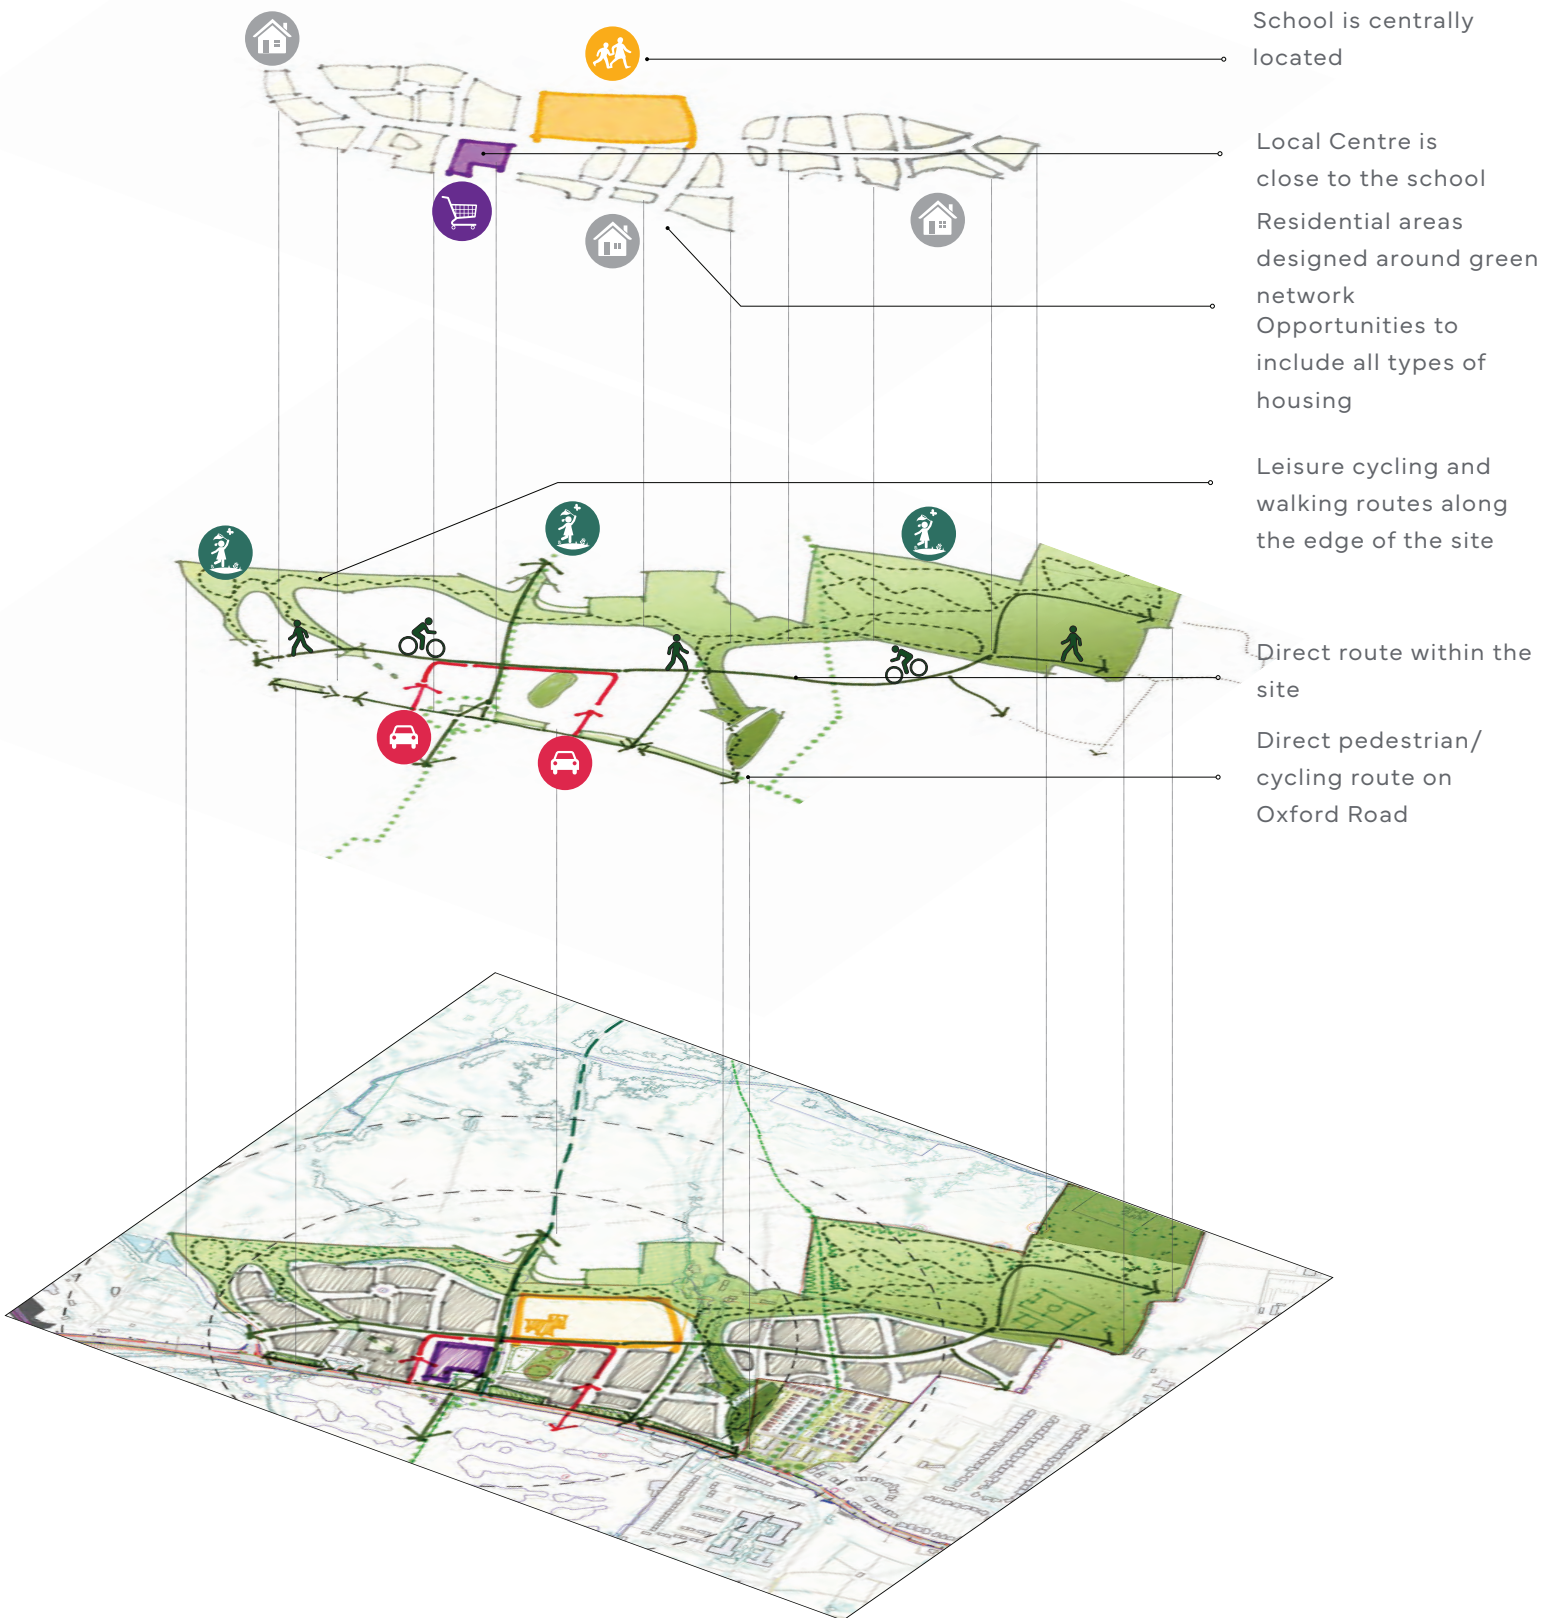 School is centrally
located
Local Centre is
close to the school
Residential areas
designed around green
network
Opportunities to
include all types of
housing
Leisure cycling and
walking routes along
the edge of the site
Direct route within the
site
Direct pedestrian/
cycling route on
Oxford Road